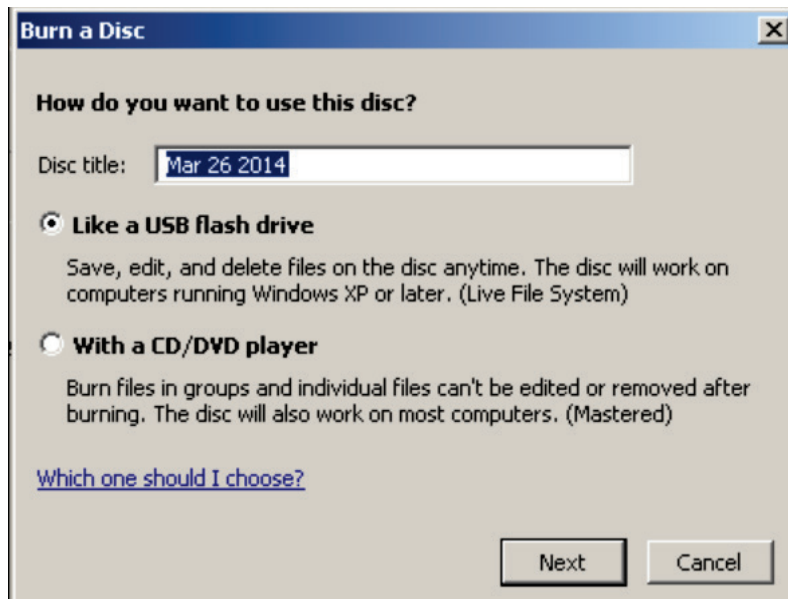 Burn a Disc
How do you want to use this disc?
Disc title: Mar 26 2014
Like a USB flash drive
Save, edit, and delete files on the disc anytime. The disc will work on
computers running Windows XP or later. (Live File System)
With a CD/DVD player
Burn files in groups and individual files can't be edited or removed after
burning. The disc will also work on most computers. (Mastered)
Which one should I choose?
Next Cancel